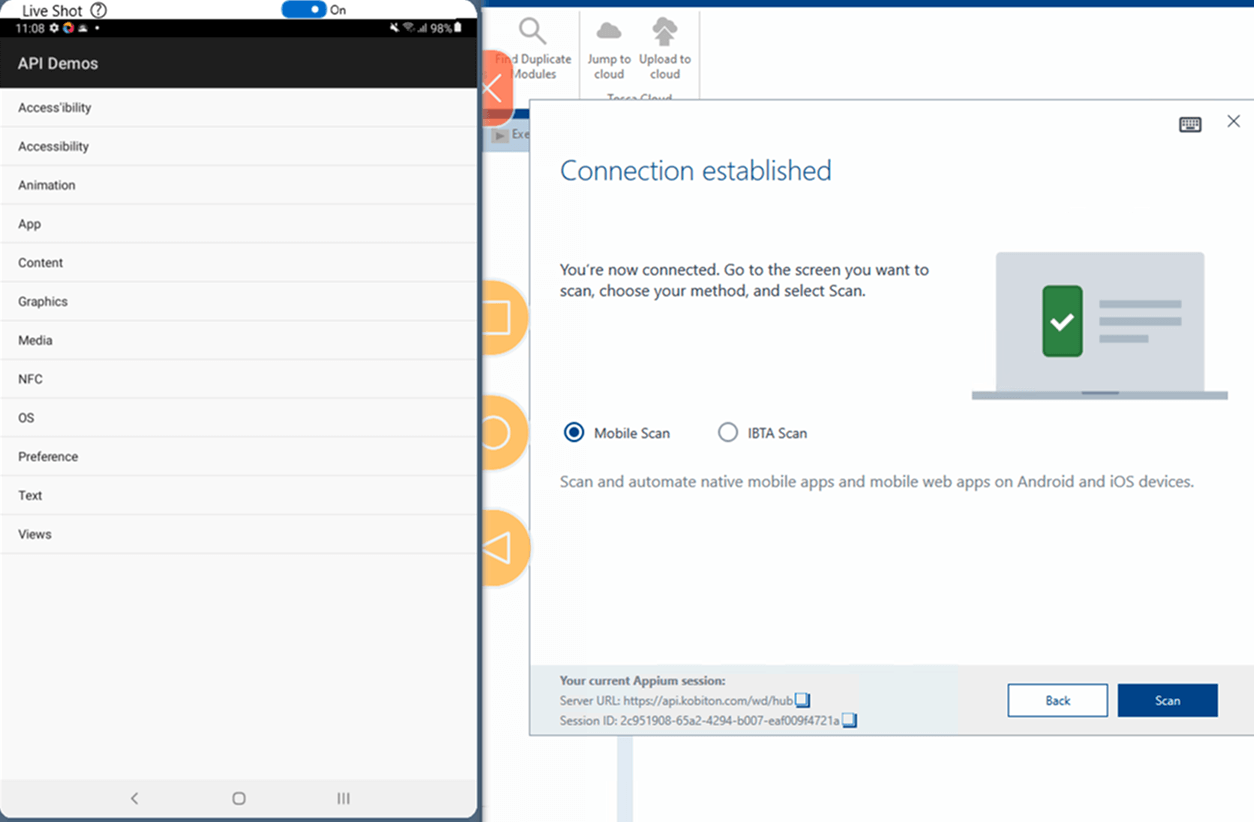 Live Shot ?
On
11:08
98%
API Demos
Access'ibility
Accessibility
Animation
App
Content
Graphics
Media
NFC
OS
Preference
Text
Views
Find Duplicate
Modules
Jump to
cloud
Upload to
cloud
Tosca Cloud
Exe
Connection established
You're now connected. Go to the screen you want to
scan, choose your method, and select Scan.
Mobile Scan
IBTA Scan
Scan and automate native mobile apps and mobile web apps on Android and iOS devices.
Your current Appium session:
Server URL: https://api.kobiton.com/wd/hub
Session ID: 2c951908-65a2-4294-b007-eaf009f4721a
Back
Scan